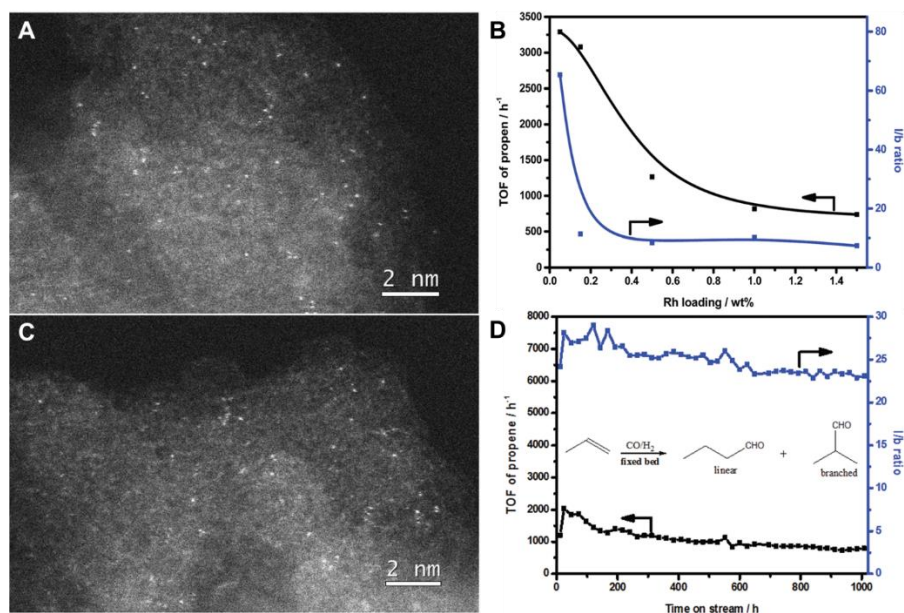 A
2 nm
B
TOF of propen / h⁻¹
3500
3000
2500
2000
1500
1000
500
0
0.0 0.2 0.4 0.6 0.8 1.0 1.2 1.4
Rh loading / wt%
80
60
40
20
0
l/b ratio
C
2 nm
D
TOF of propene / h⁻¹
8000
7000
6000
5000
4000
3000
2000
1000
0
CO/H₂
fixed bed
CHO
linear
+
CHO
branched
0 200 400 600 800 1000
Time on stream / h
30
25
20
15
10
5
0
l/b ratio